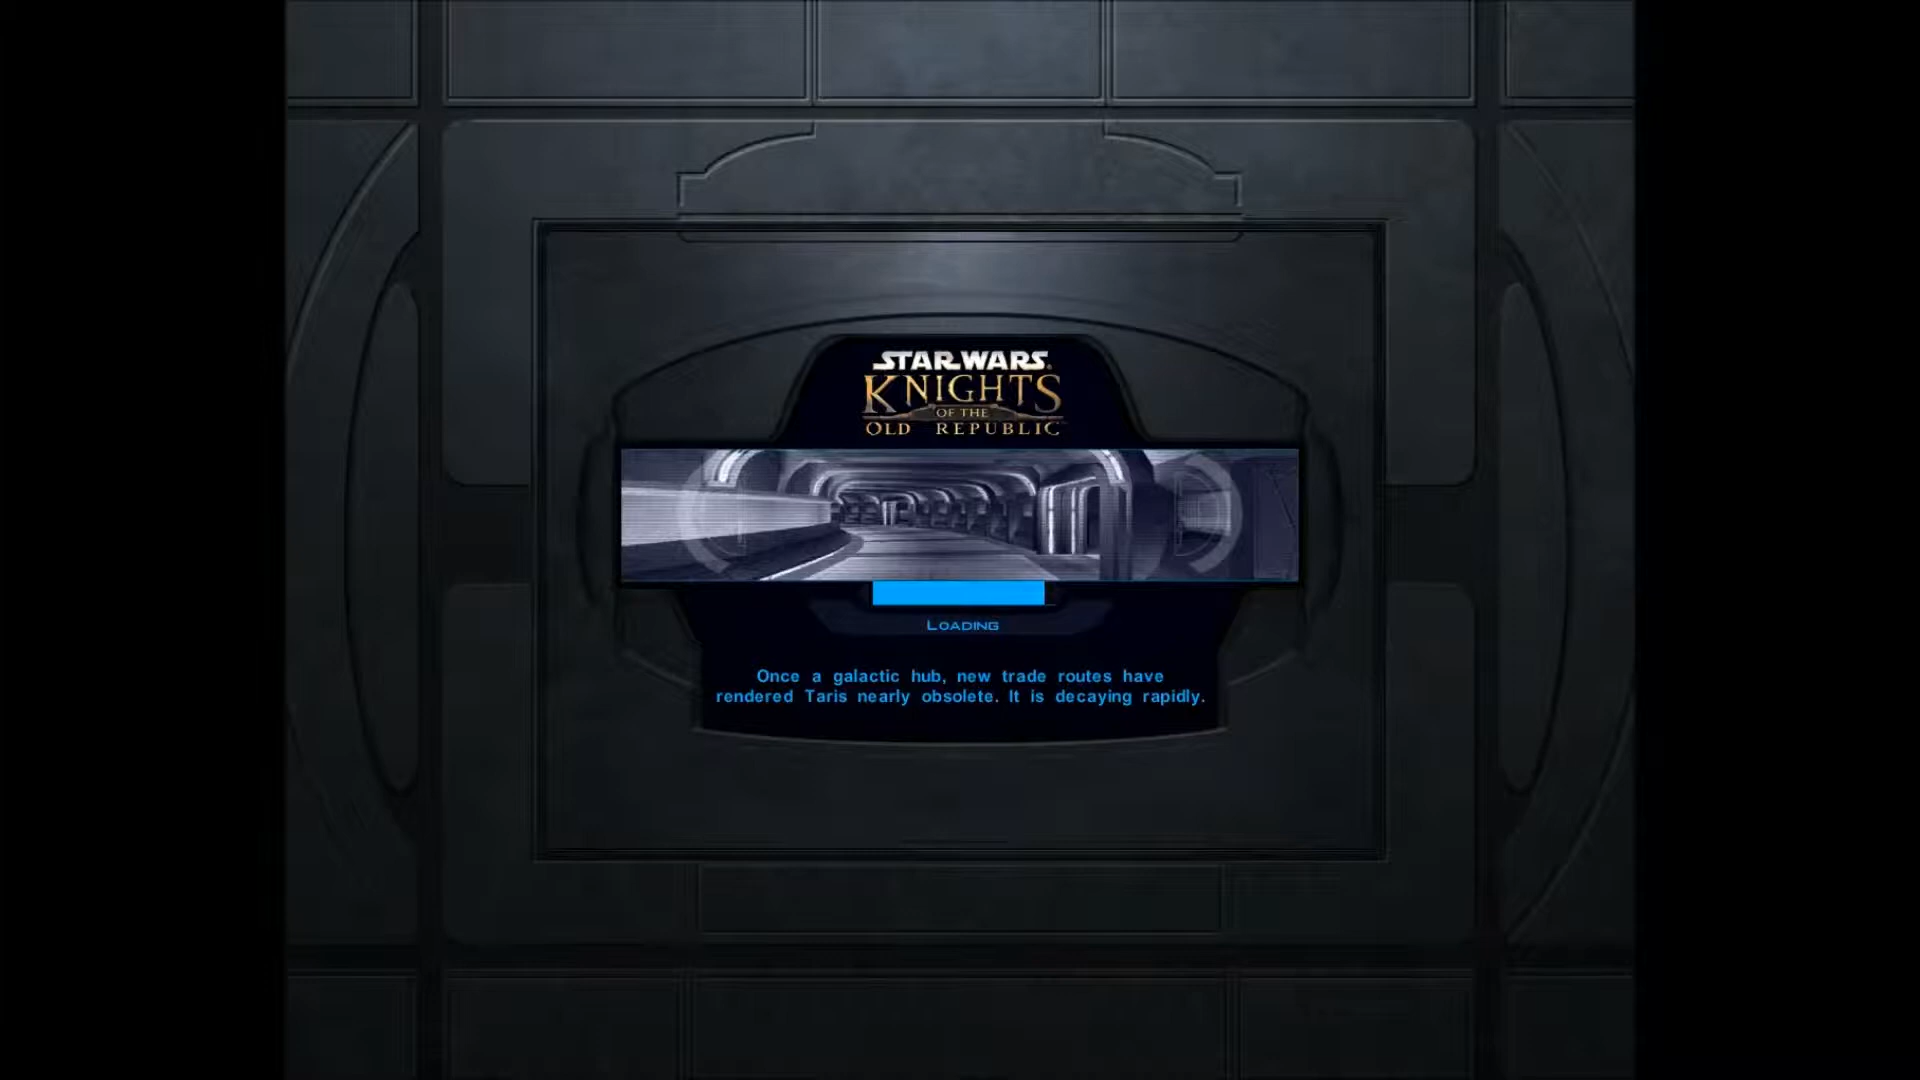 STAR WARS
KNIGHTS
OF THE
OLD REPUBLIC
LOADING
Once a galactic hub, new trade routes have
rendered Taris nearly obsolete. It is decaying rapidly.